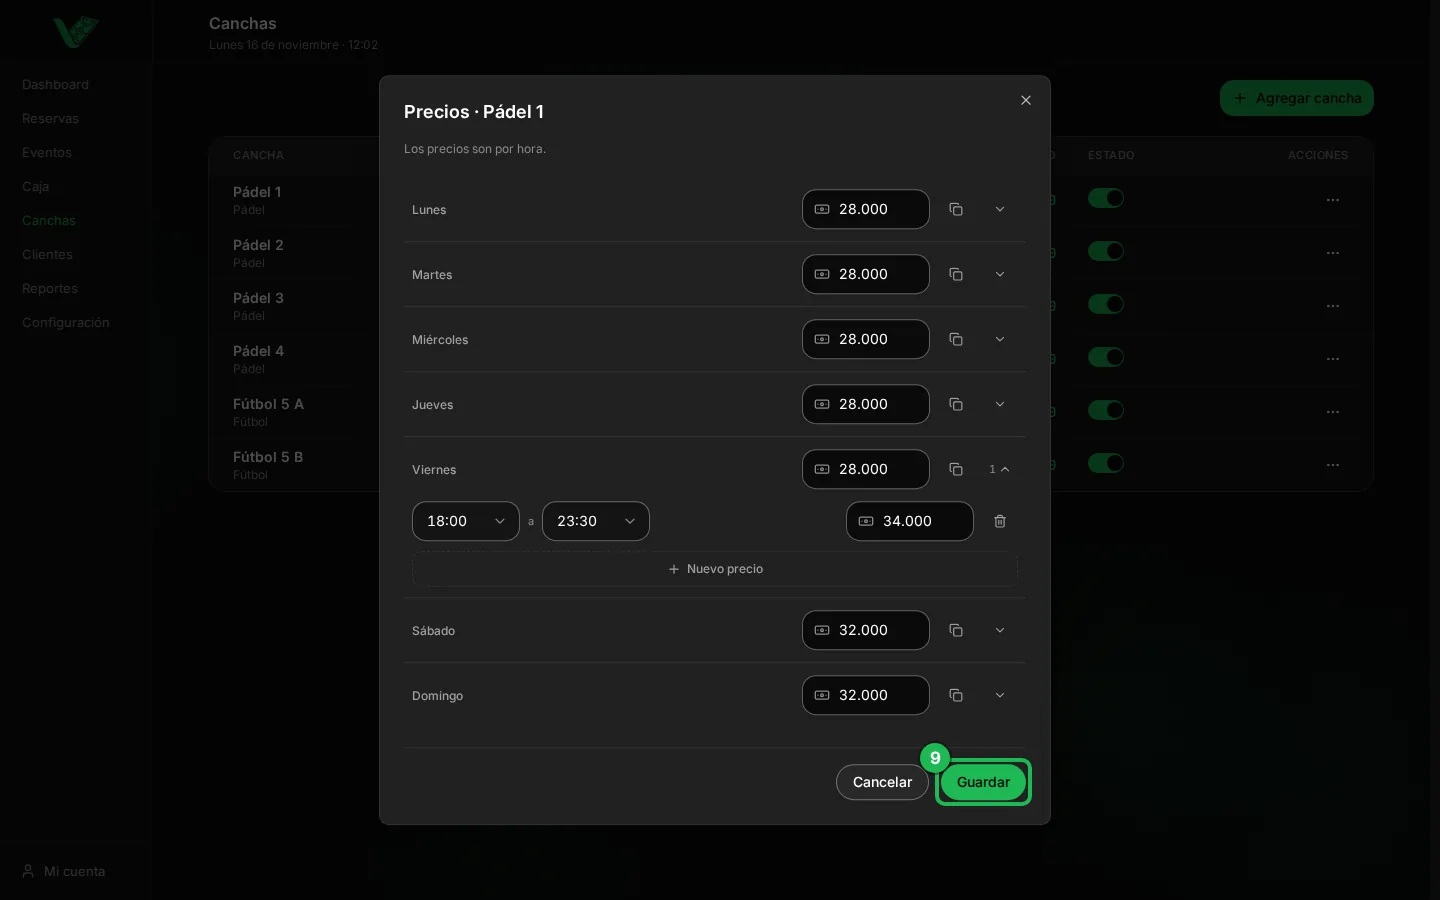 Canchas
Lunes 16 de noviembre · 12:02
Dashboard
Reservas
Eventos
Caja
Canchas
Clientes
Reportes
Configuración
Mi cuenta
+ Agregar cancha
CANCHA
ESTADO
ACCIONES
Pádel 1
Pádel
Pádel 2
Pádel
Pádel 3
Pádel
Pádel 4
Pádel
Fútbol 5 A
Fútbol
Fútbol 5 B
Fútbol
Precios · Pádel 1
Los precios son por hora.
Lunes 28.000
Martes 28.000
Miércoles 28.000
Jueves 28.000
Viernes 28.000 1
18:00 a 23:30 34.000
+ Nuevo precio
Sábado 32.000
Domingo 32.000
9
Cancelar Guardar